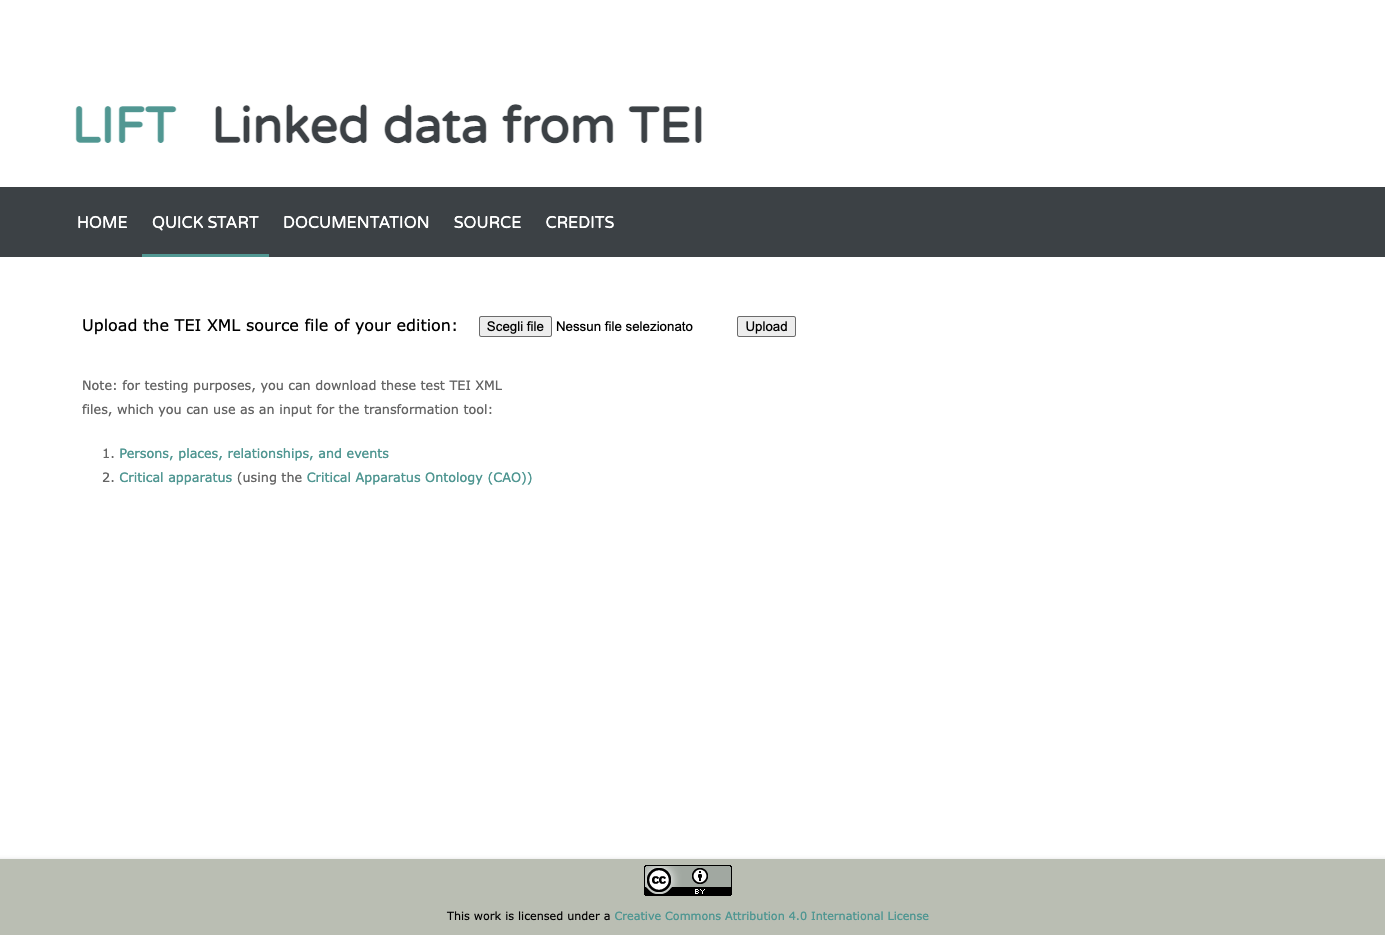 LIFT Linked data from TEI
HOME QUICK START DOCUMENTATION SOURCE CREDITS
Upload the TEI XML source file of your edition: Scegli file Nessun file selezionato Upload
Note: for testing purposes, you can download these test TEI XML
files, which you can use as an input for the transformation tool:
1. Persons, places, relationships, and events
2. Critical apparatus (using the Critical Apparatus Ontology (CAO))
cc BY
This work is licensed under a Creative Commons Attribution 4.0 International License